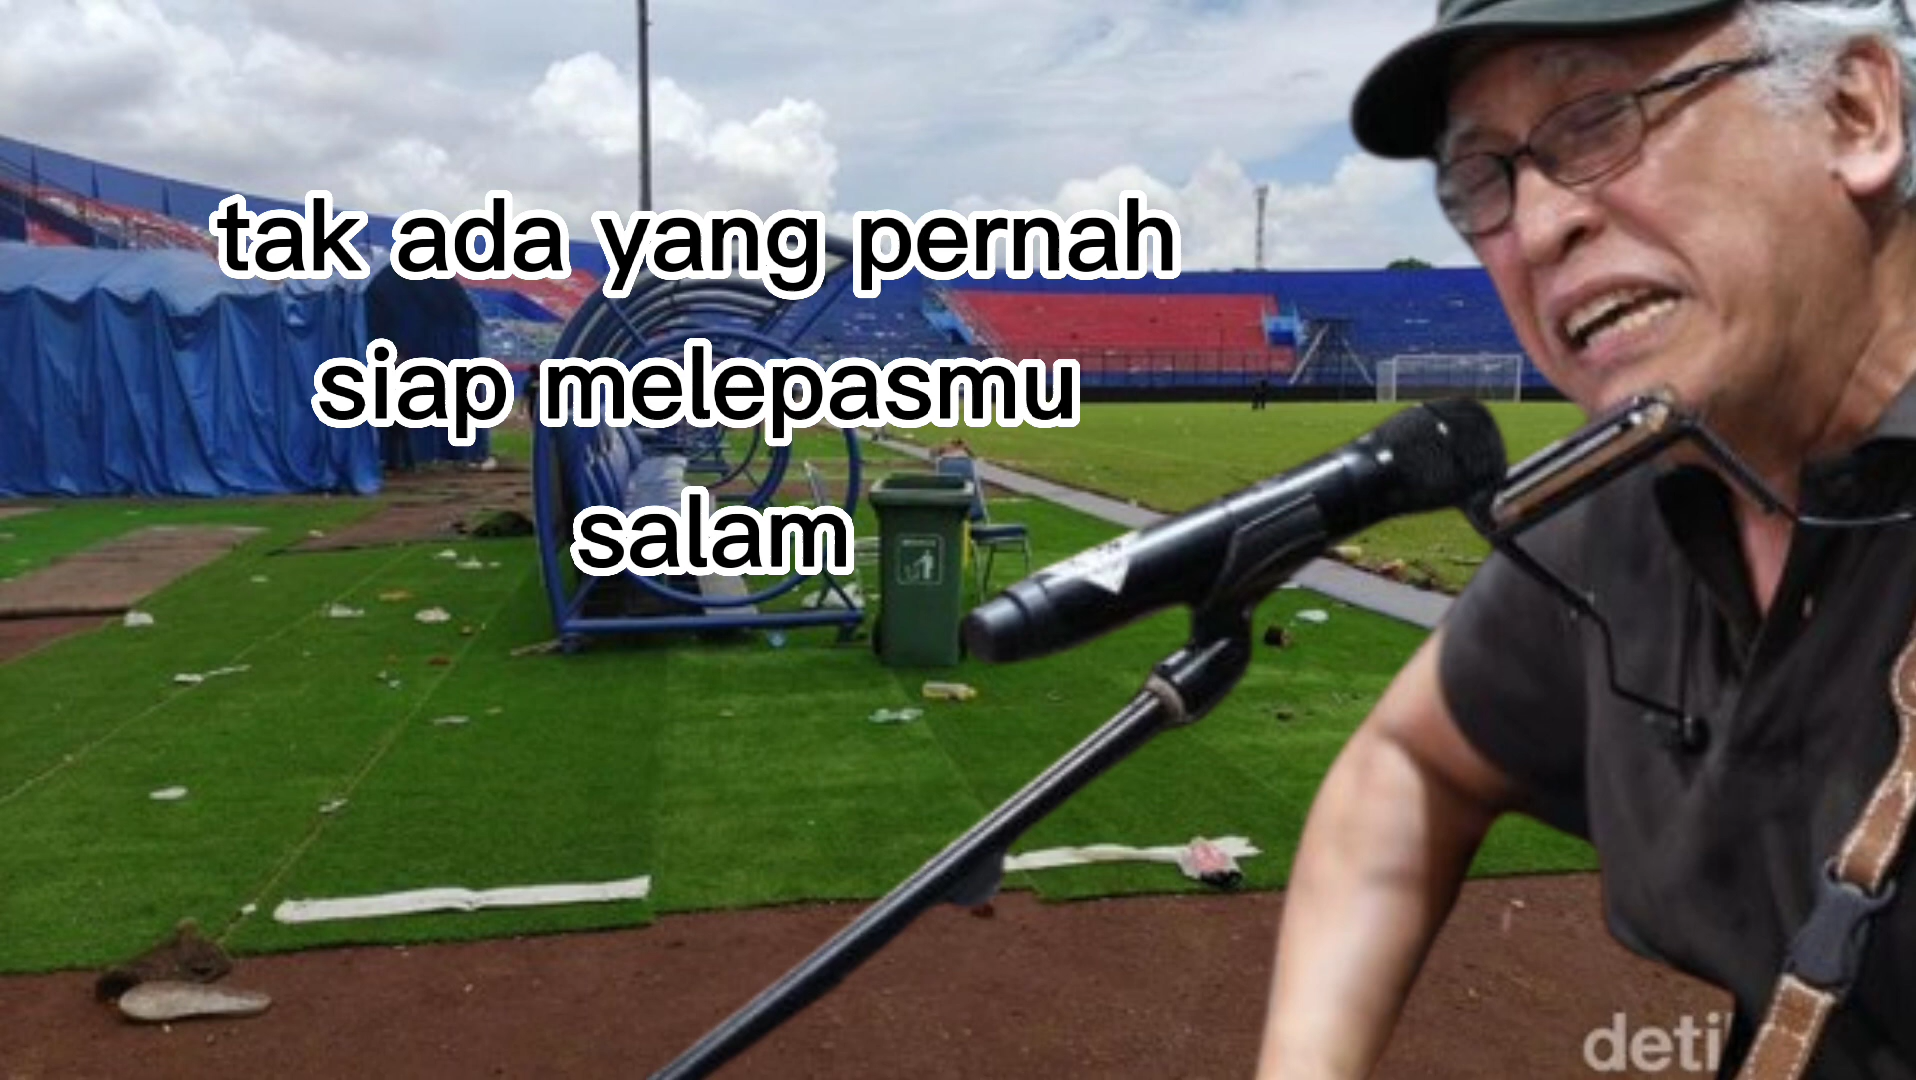 tak ada yang pernah
siap melepasmu
salam
deti